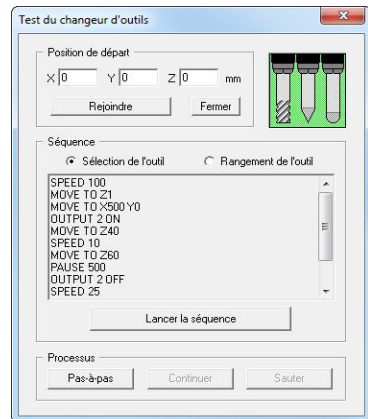 Test du changeur d'outils
Position de départ
X 0 Y 0 Z 0 mm
Rejoindre Fermer
Séquence
Sélection de l'outil Rangement de l'outil
SPEED 100
MOVE TO Z1
MOVE TO X500 Y0
OUTPUT 2 ON
MOVE TO Z40
SPEED 10
MOVE TO Z60
PAUSE 500
OUTPUT 2 OFF
SPEED 25
Lancer la séquence
Processus
Pas-à-pas Continuer Sauter